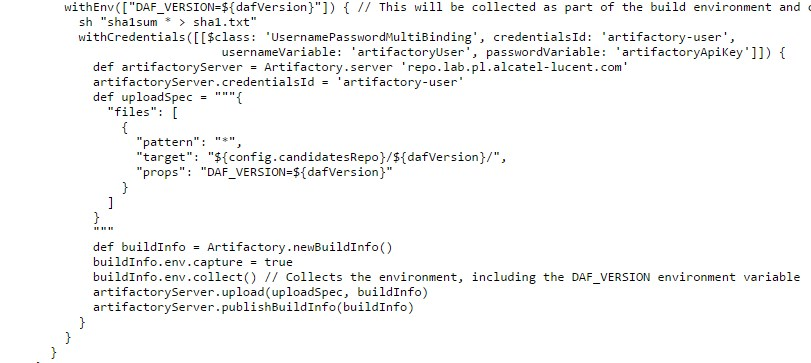 withEnv(["DAF_VERSION=${dafVersion}"]) { // This will be collected as part of the build environment and
  sh "sha1sum * > sha1.txt"
  withCredentials([[$class: 'UsernamePasswordMultiBinding', credentialsId: 'artifactory-user',
                    usernameVariable: 'artifactoryUser', passwordVariable: 'artifactoryApiKey']]) {
    def artifactoryServer = Artifactory.server 'repo.lab.pl.alcatel-lucent.com'
    artifactoryServer.credentialsId = 'artifactory-user'
    def uploadSpec = """{
      "files": [
        {
          "pattern": "*",
          "target": "${config.candidatesRepo}/${dafVersion}/",
          "props": "DAF_VERSION=${dafVersion}"
        }
      ]
    }
    """
    def buildInfo = Artifactory.newBuildInfo()
    buildInfo.env.capture = true
    buildInfo.env.collect() // Collects the environment, including the DAF_VERSION environment variable
    artifactoryServer.upload(uploadSpec, buildInfo)
    artifactoryServer.publishBuildInfo(buildInfo)
  }
}
}